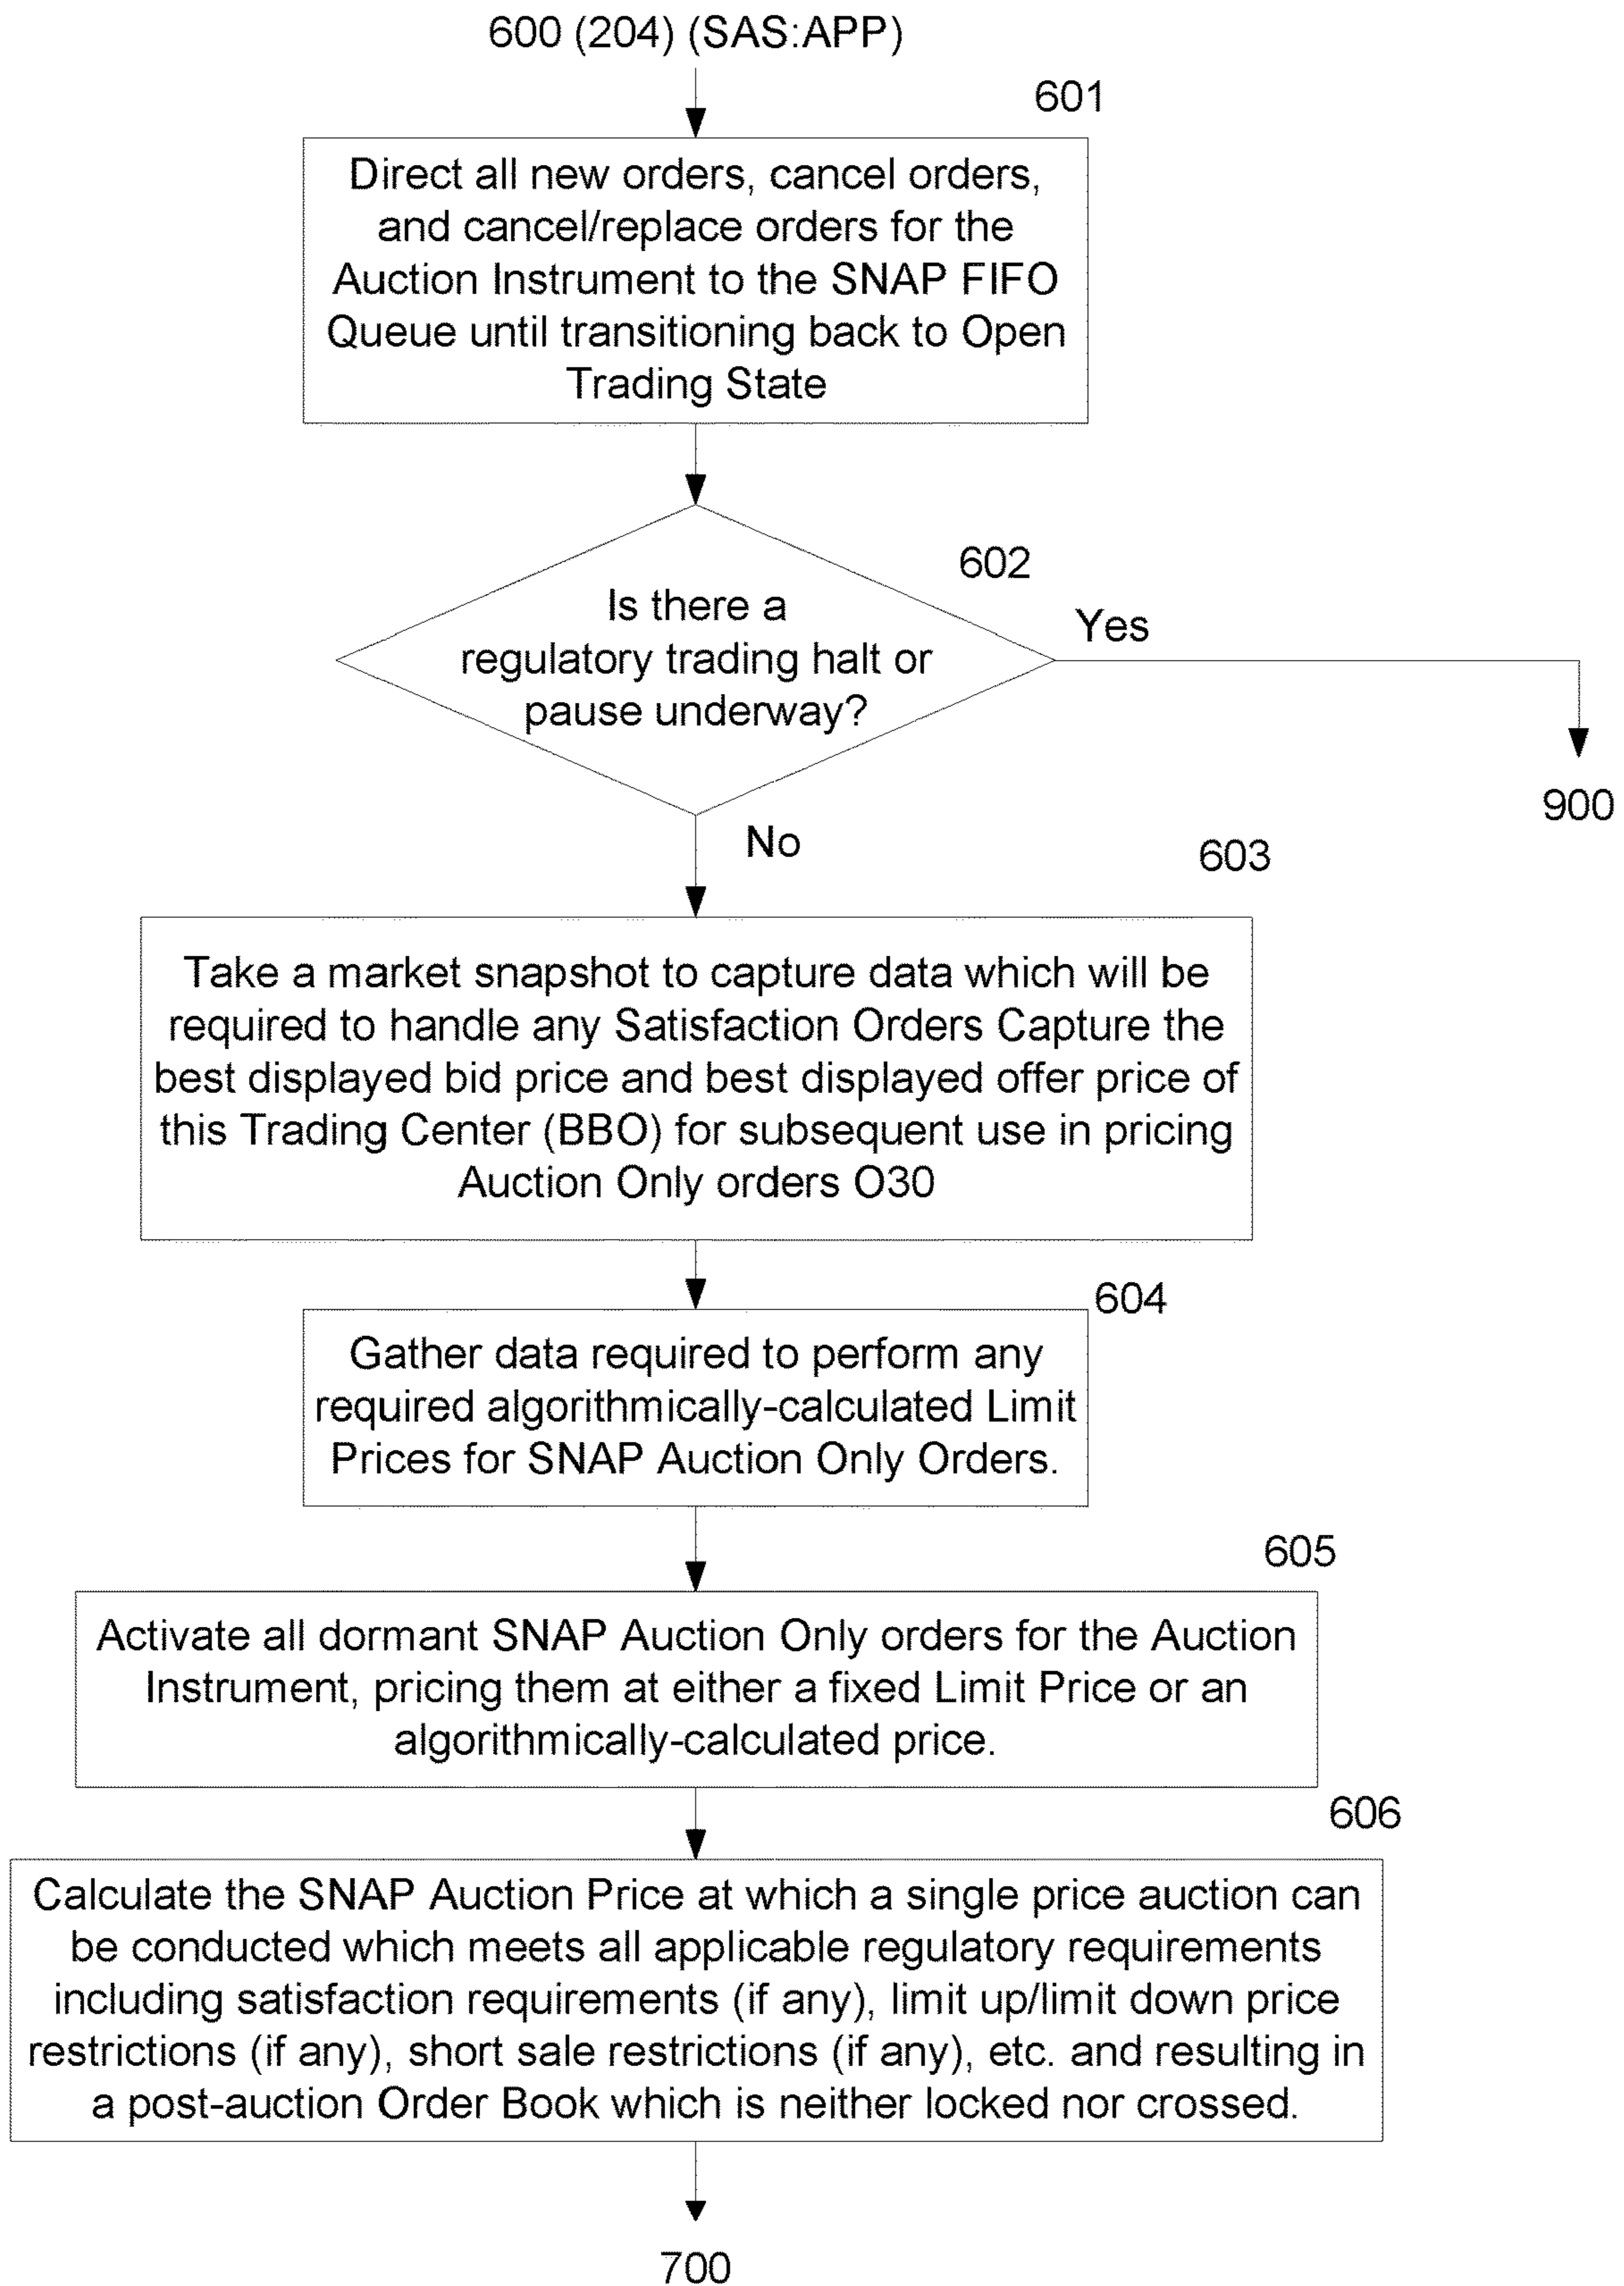 600 (204) (SAS:APP)
601
Direct all new orders, cancel orders,
and cancel/replace orders for the
Auction Instrument to the SNAP FIFO
Queue until transitioning back to Open
Trading State
602
Is there a
regulatory trading halt or
pause underway?
Yes
900
No
603
Take a market snapshot to capture data which will be
required to handle any Satisfaction Orders Capture the
best displayed bid price and best displayed offer price of
this Trading Center (BBO) for subsequent use in pricing
Auction Only orders O30
604
Gather data required to perform any
required algorithmically-calculated Limit
Prices for SNAP Auction Only Orders.
605
Activate all dormant SNAP Auction Only orders for the Auction
Instrument, pricing them at either a fixed Limit Price or an
algorithmically-calculated price.
606
Calculate the SNAP Auction Price at which a single price auction can
be conducted which meets all applicable regulatory requirements
including satisfaction requirements (if any), limit up/limit down price
restrictions (if any), short sale restrictions (if any), etc. and resulting in
a post-auction Order Book which is neither locked nor crossed.
700